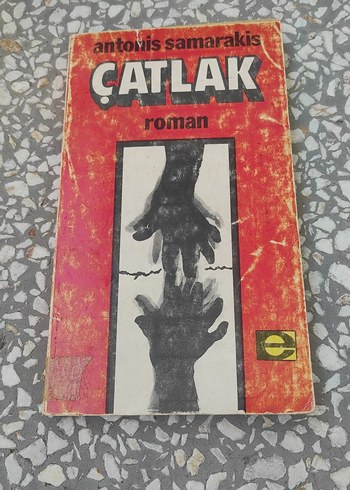 antonis samarakis
ÇATLAK
roman
e